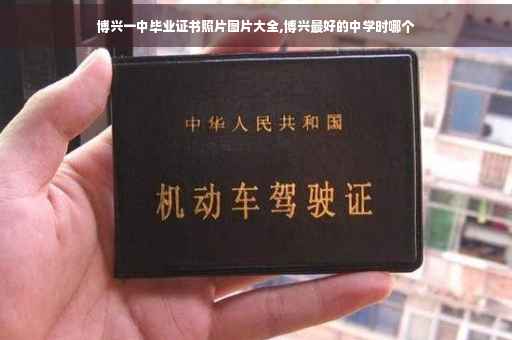 博兴一中毕业证书照片图片大全,博兴最好的中学时哪个
中华人民共和国
机动车驾驶证